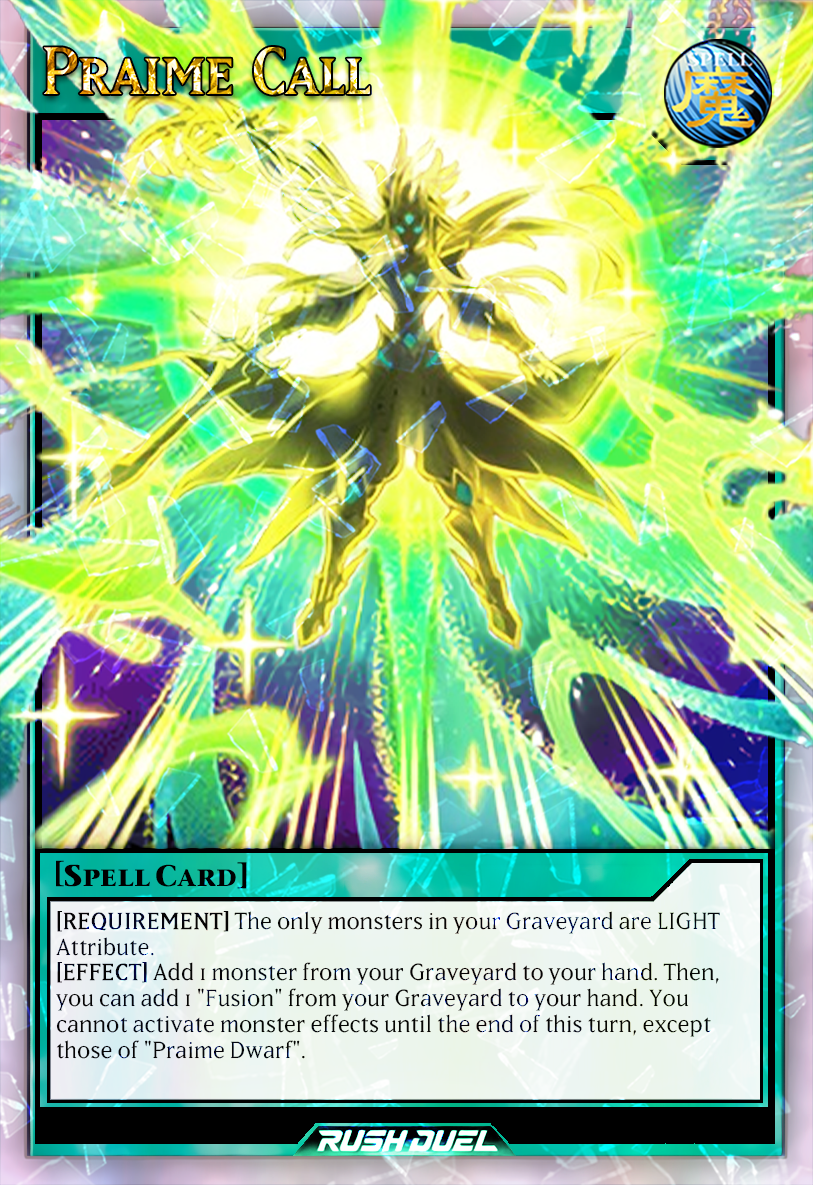 Praime Call
SPELL
魔
[Spell Card]
[REQUIREMENT] The only monsters in your Graveyard are LIGHT
Attribute.
[EFFECT] Add 1 monster from your Graveyard to your hand. Then,
you can add 1 "Fusion" from your Graveyard to your hand. You
cannot activate monster effects until the end of this turn, except
those of "Praime Dwarf".
RUSH DUEL